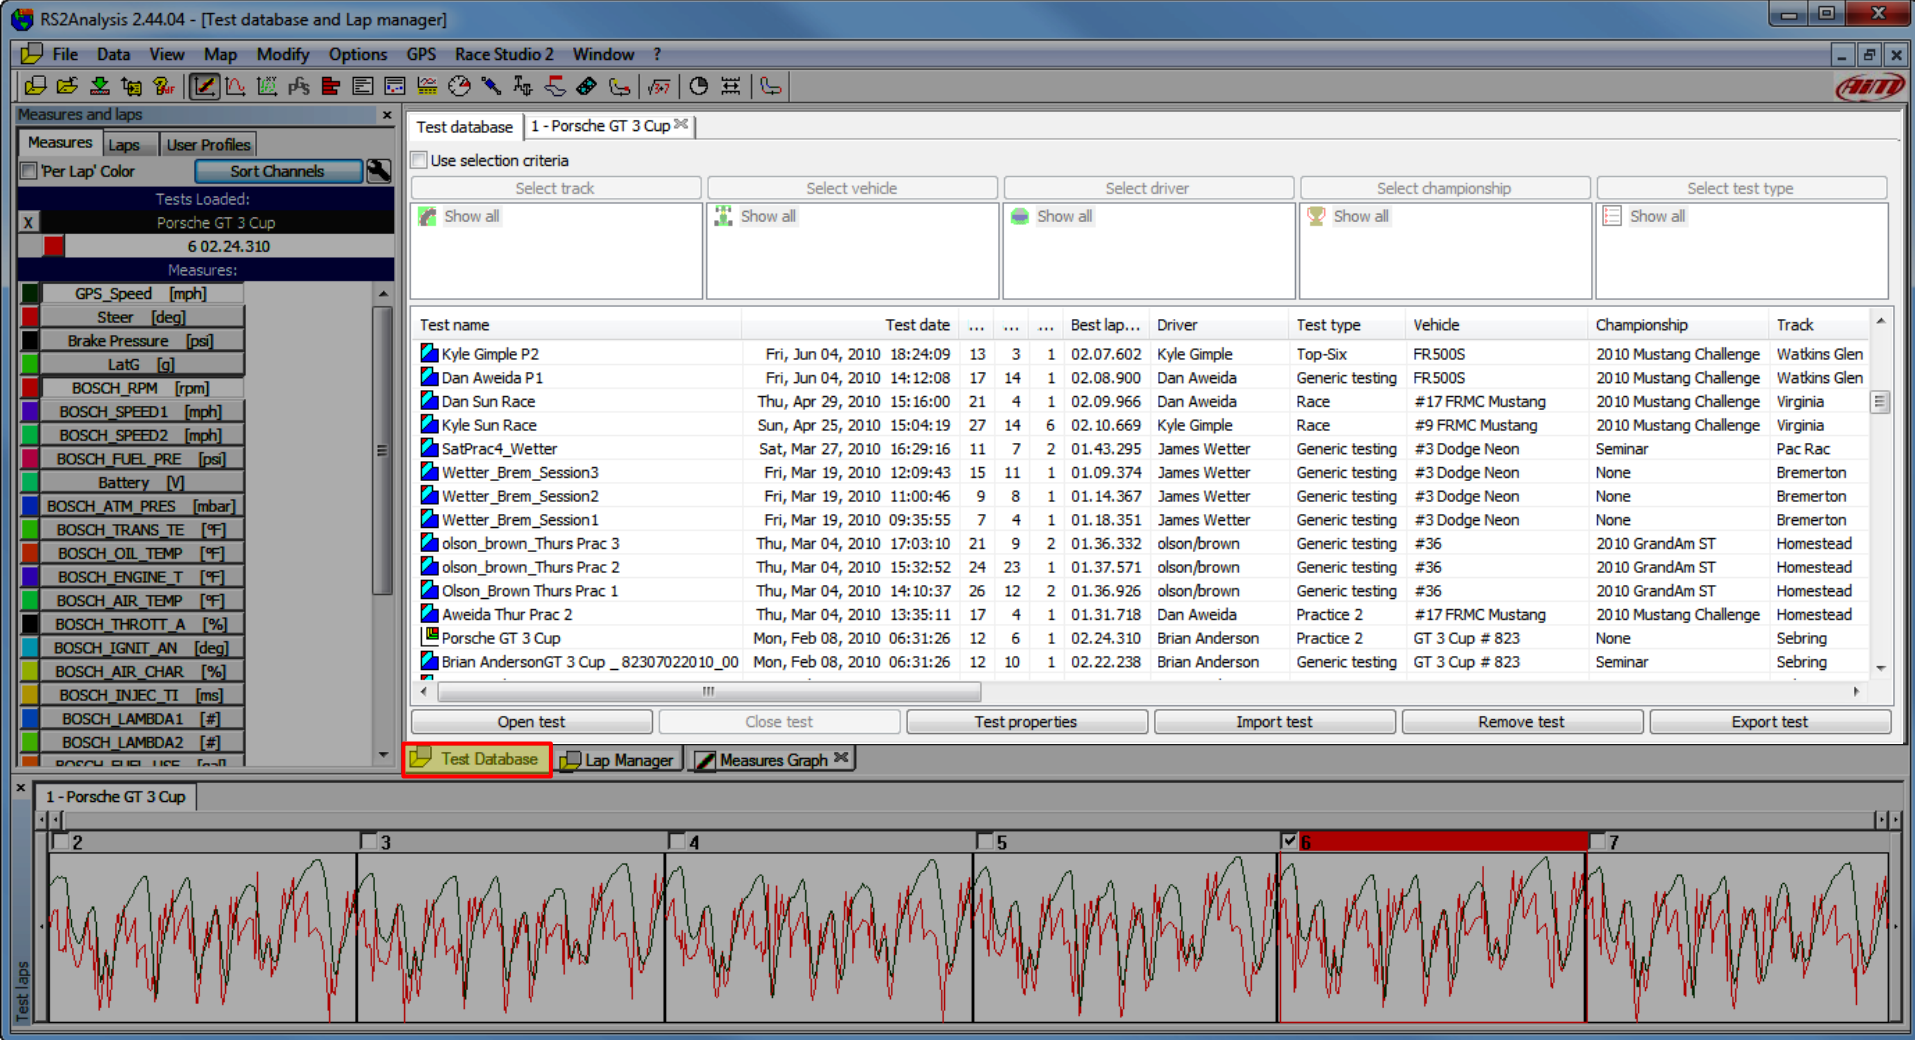 RS2Analysis 2.44.04 - [Test database and Lap manager]
File Data View Map Modify Options GPS Race Studio 2 Window ?
AiM
Measures and laps
Measures Laps User Profiles
'Per Lap' Color Sort Channels
Tests Loaded:
X Porsche GT 3 Cup
6 02.24.310
Measures:
GPS_Speed [mph]
Steer [deg]
Brake Pressure [psi]
LatG [g]
BOSCH_RPM [rpm]
BOSCH_SPEED1 [mph]
BOSCH_SPEED2 [mph]
BOSCH_FUEL_PRE [psi]
Battery [V]
BOSCH_ATM_PRES [mbar]
BOSCH_TRANS_TE [ºF]
BOSCH_OIL_TEMP [ºF]
BOSCH_ENGINE_T [ºF]
BOSCH_AIR_TEMP [ºF]
BOSCH_THROTT_A [%]
BOSCH_IGNIT_AN [deg]
BOSCH_AIR_CHAR [%]
BOSCH_INJEC_TI [ms]
BOSCH_LAMBDA1 [#]
BOSCH_LAMBDA2 [#]
BOSCH_FUEL_USE [gal]
Test database 1 - Porsche GT 3 Cup
Use selection criteria
Select track Select vehicle Select driver Select championship Select test type
Show all Show all Show all Show all Show all
Test name Test date ... ... ... Best lap... Driver Test type Vehicle Championship Track
Kyle Gimple P2 Fri, Jun 04, 2010 18:24:09 13 3 1 02.07.602 Kyle Gimple Top-Six FR500S 2010 Mustang Challenge Watkins Glen
Dan Aweida P1 Fri, Jun 04, 2010 14:12:08 17 14 1 02.08.900 Dan Aweida Generic testing FR500S 2010 Mustang Challenge Watkins Glen
Dan Sun Race Thu, Apr 29, 2010 15:16:00 21 4 1 02.09.966 Dan Aweida Race #17 FRMC Mustang 2010 Mustang Challenge Virginia
Kyle Sun Race Sun, Apr 25, 2010 15:04:19 27 14 6 02.10.669 Kyle Gimple Race #9 FRMC Mustang 2010 Mustang Challenge Virginia
SatPrac4_Wetter Sat, Mar 27, 2010 16:29:16 11 7 2 01.43.295 James Wetter Generic testing #3 Dodge Neon Seminar Pac Rac
Wetter_Brem_Session3 Fri, Mar 19, 2010 12:09:43 15 11 1 01.09.374 James Wetter Generic testing #3 Dodge Neon None Bremerton
Wetter_Brem_Session2 Fri, Mar 19, 2010 11:00:46 9 8 1 01.14.367 James Wetter Generic testing #3 Dodge Neon None Bremerton
Wetter_Brem_Session1 Fri, Mar 19, 2010 09:35:55 7 4 1 01.18.351 James Wetter Generic testing #3 Dodge Neon None Bremerton
olson_brown_Thurs Prac 3 Thu, Mar 04, 2010 17:03:10 21 9 2 01.36.332 olson/brown Generic testing #36 2010 GrandAm ST Homestead
olson_brown_Thurs Prac 2 Thu, Mar 04, 2010 15:32:52 24 23 1 01.37.571 olson/brown Generic testing #36 2010 GrandAm ST Homestead
Olson_Brown Thurs Prac 1 Thu, Mar 04, 2010 14:10:37 26 12 2 01.36.926 olson/brown Generic testing #36 2010 GrandAm ST Homestead
Aweida Thur Prac 2 Thu, Mar 04, 2010 13:35:11 17 4 1 01.31.718 Dan Aweida Practice 2 #17 FRMC Mustang 2010 Mustang Challenge Homestead
Porsche GT 3 Cup Mon, Feb 08, 2010 06:31:26 12 6 1 02.24.310 Brian Anderson Practice 2 GT 3 Cup # 823 None Sebring
Brian AndersonGT 3 Cup _ 82307022010_00 Mon, Feb 08, 2010 06:31:26 12 10 1 02.22.238 Brian Anderson Generic testing GT 3 Cup # 823 Seminar Sebring
Open test Close test Test properties Import test Remove test Export test
Test Database Lap Manager Measures Graph
Test laps
1 - Porsche GT 3 Cup
2 3 4 5 6 7